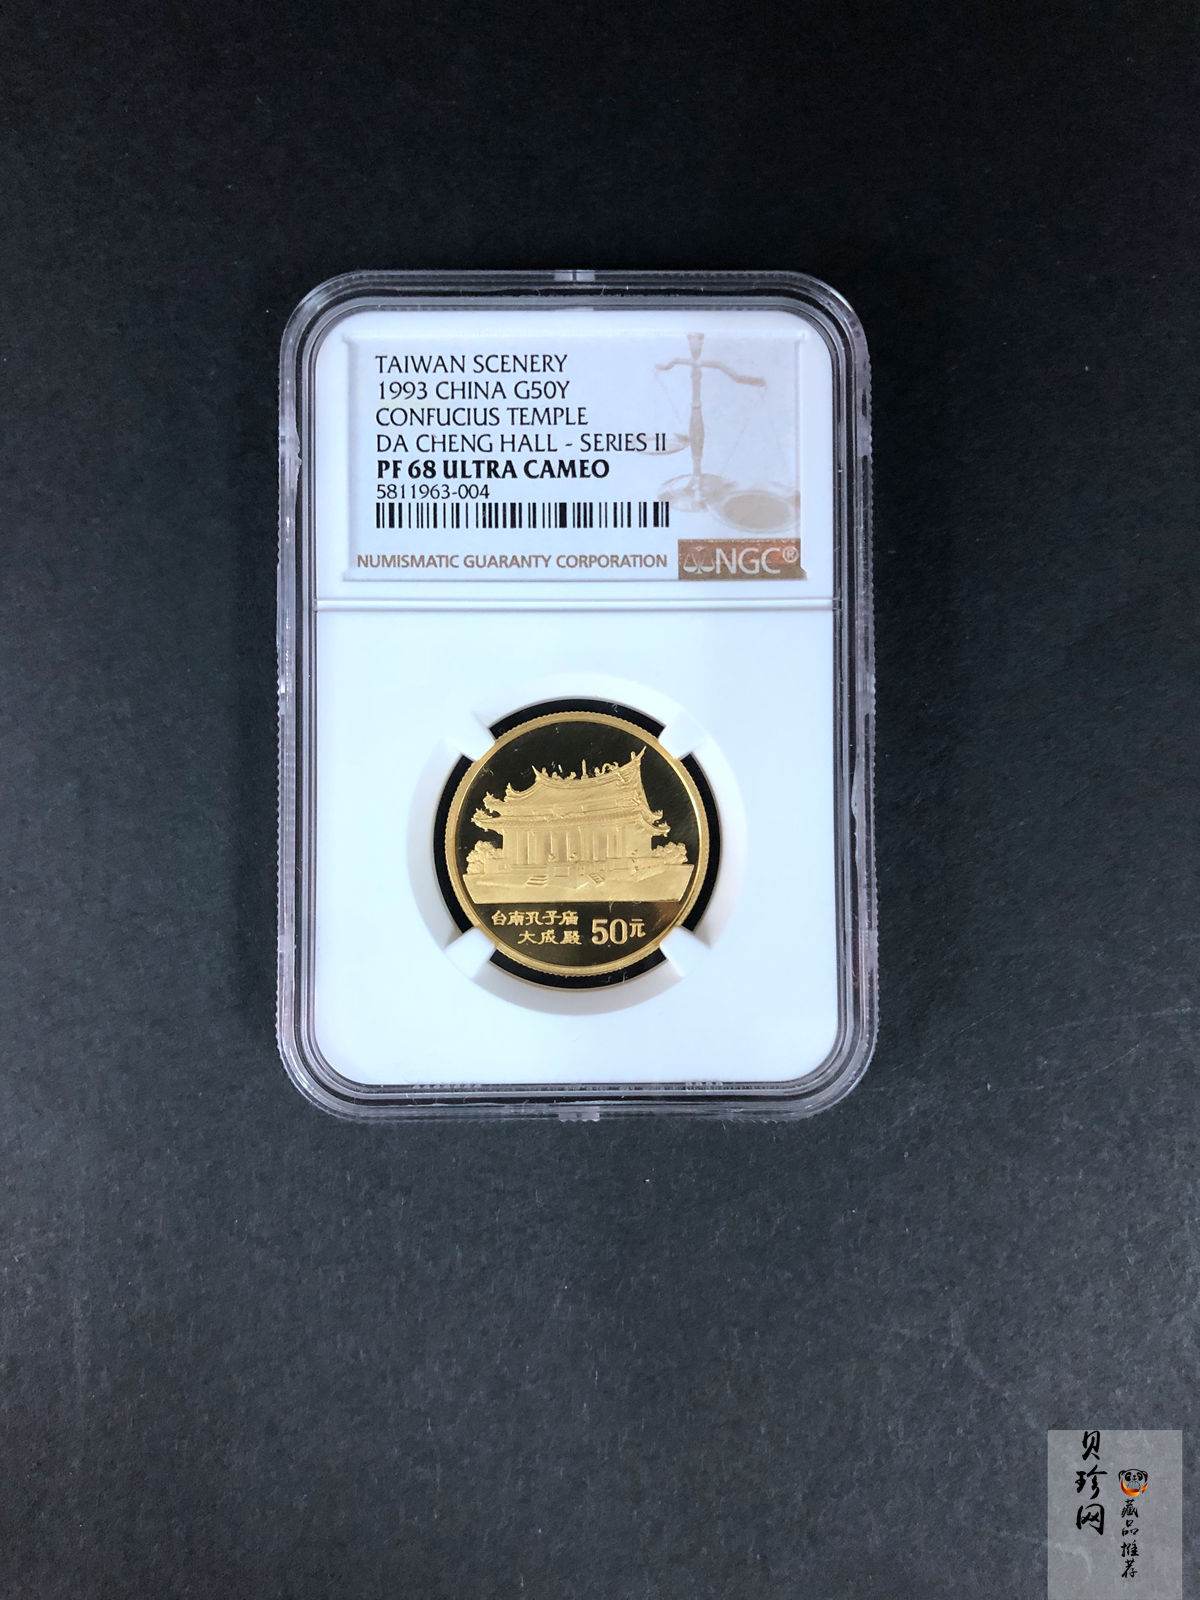 TAIWAN SCENERY
1993 CHINA G50Y
CONFUCIUS TEMPLE
DA CHENG HALL - SERIES II
PF 68 ULTRA CAMEO
5811963-004
NUMISMATIC GUARANTY CORPORATION
NGC®
台南孔子庙
大成殿 50元
贝珍网
藏品推荐